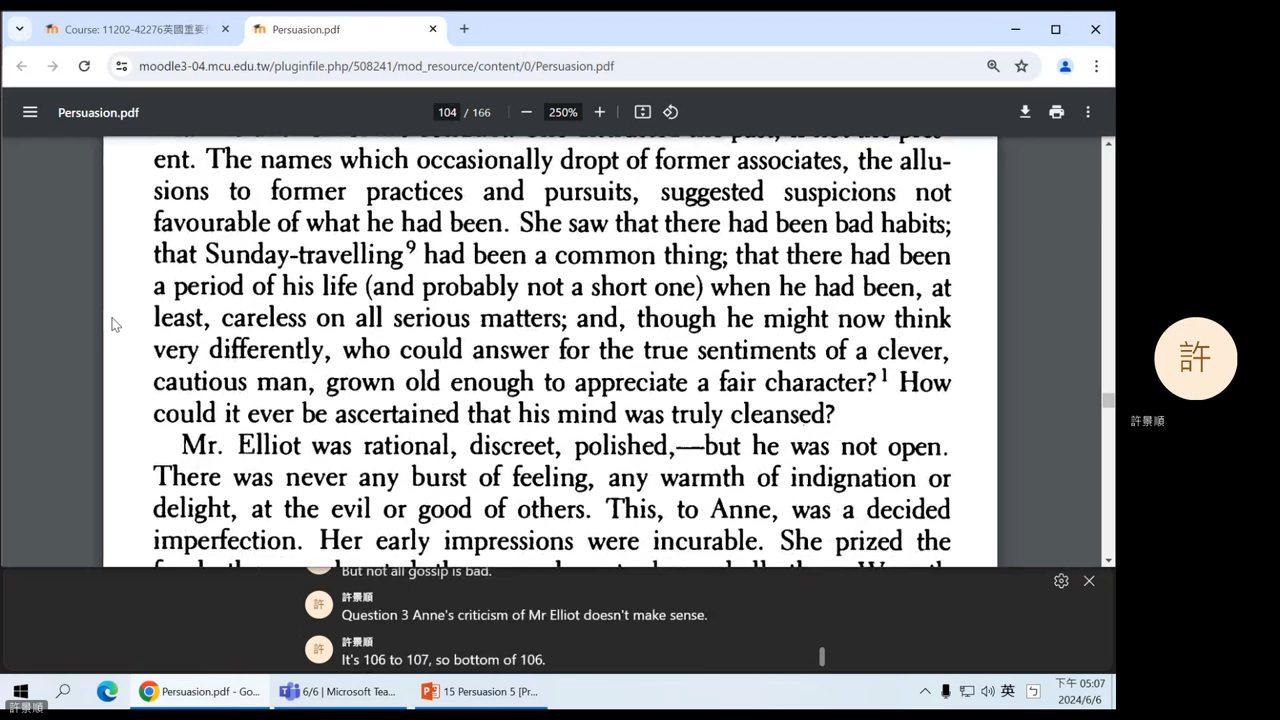 Course: 11202-42276英國重要
Persuasion.pdf
moodle3-04.mcu.edu.tw/pluginfile.php/508241/mod_resource/content/0/Persuasion.pdf
Persuasion.pdf
104 / 166
250%
ent. The names which occasionally dropt of former associates, the allu-
sions to former practices and pursuits, suggested suspicions not
favourable of what he had been. She saw that there had been bad habits;
that Sunday-travelling9 had been a common thing; that there had been
a period of his life (and probably not a short one) when he had been, at
least, careless on all serious matters; and, though he might now think
very differently, who could answer for the true sentiments of a clever,
cautious man, grown old enough to appreciate a fair character?1 How
could it ever be ascertained that his mind was truly cleansed?
Mr. Elliot was rational, discreet, polished,—but he was not open.
There was never any burst of feeling, any warmth of indignation or
delight, at the evil or good of others. This, to Anne, was a decided
imperfection. Her early impressions were incurable. She prized the
But not all gossip is bad.
許景順
許
Question 3 Anne's criticism of Mr Elliot doesn't make sense.
許景順
許
It's 106 to 107, so bottom of 106.
許
許景順
Persuasion.pdf - Go...
6/6 | Microsoft Tea...
15 Persuasion 5 [Pr...
英
下午 05:07
2024/6/6
許景順